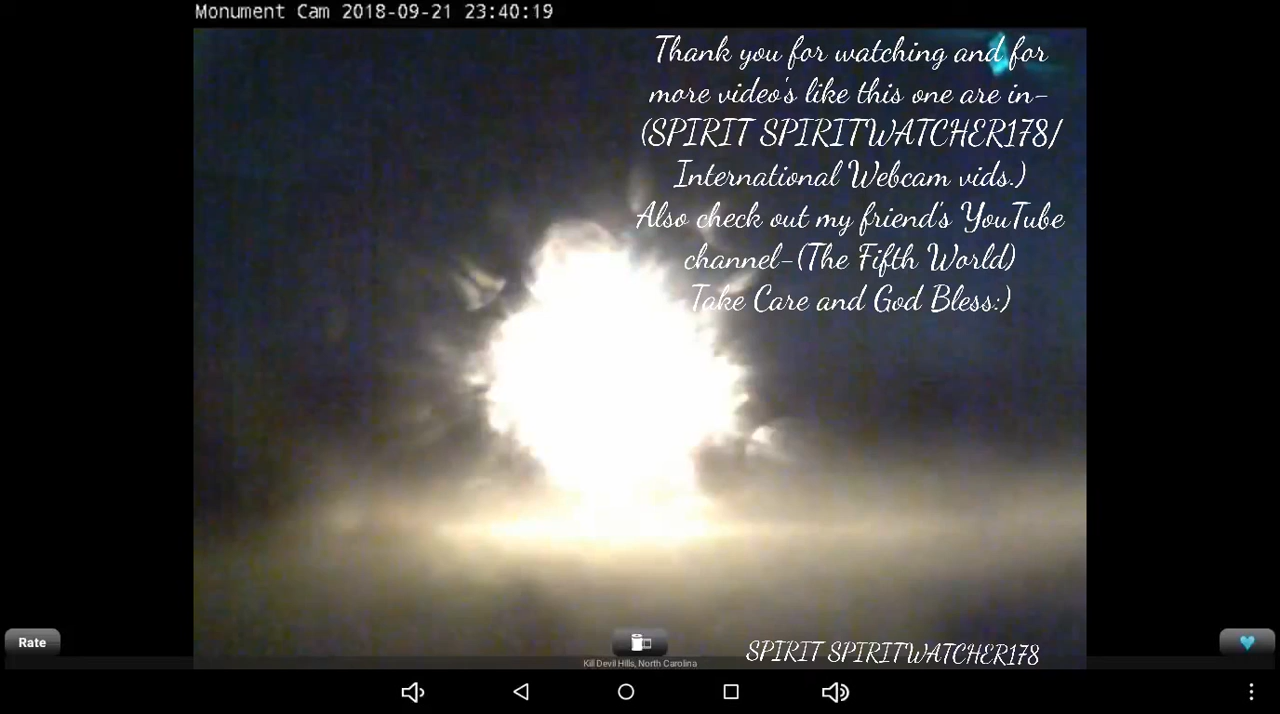 Monument Cam 2018-09-21 23:40:19
Thank you for watching and for
more video's like this one are in-
(SPIRIT SPIRITWATCHER178/
International Webcam vids.)
Also check out my friend's YouTube
channel-(The Fifth World)
Take Care and God Bless:)
Rate
Kill Devil Hills, North Carolina
SPIRIT SPIRITWATCHER178